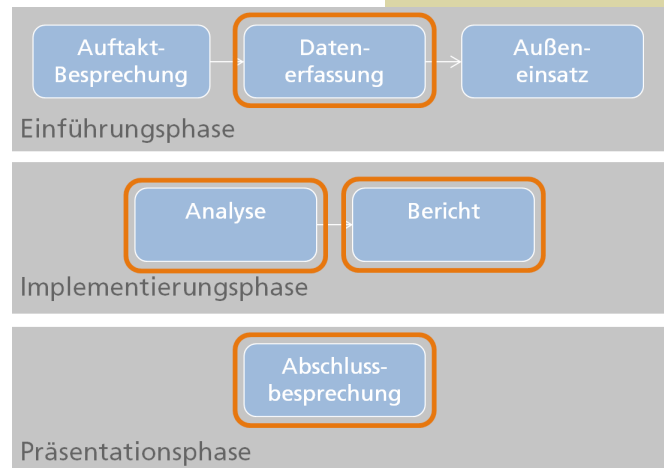 Auftakt-
Besprechung
Daten-
erfassung
Außen-
einsatz
Einführungsphase
Analyse
Bericht
Implementierungsphase
Abschluss-
besprechung
Präsentationsphase